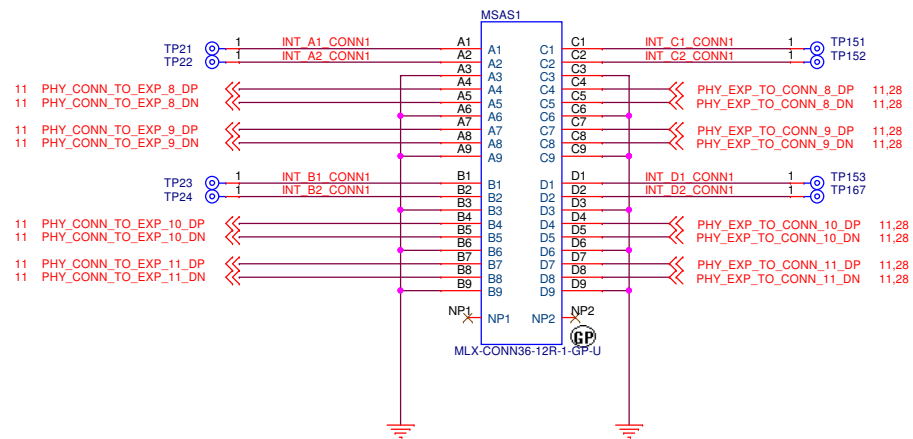 MSAS1
TP21 1 INT_A1_CONN1 A1 A1 C1 C1 INT_C1_CONN1 1 TP151
TP22 1 INT_A2_CONN1 A2 A2 C2 C2 INT_C2_CONN1 1 TP152
A3 A3 C3 C3
11 PHY_CONN_TO_EXP_8_DP A4 A4 C4 C4 PHY_EXP_TO_CONN_8_DP 11,28
11 PHY_CONN_TO_EXP_8_DN A5 A5 C5 C5 PHY_EXP_TO_CONN_8_DN 11,28
A6 A6 C6 C6
11 PHY_CONN_TO_EXP_9_DP A7 A7 C7 C7 PHY_EXP_TO_CONN_9_DP 11,28
11 PHY_CONN_TO_EXP_9_DN A8 A8 C8 C8 PHY_EXP_TO_CONN_9_DN 11,28
A9 A9 C9 C9
TP23 1 INT_B1_CONN1 B1 B1 D1 D1 INT_D1_CONN1 1 TP153
TP24 1 INT_B2_CONN1 B2 B2 D2 D2 INT_D2_CONN1 1 TP167
B3 B3 D3 D3
11 PHY_CONN_TO_EXP_10_DP B4 B4 D4 D4 PHY_EXP_TO_CONN_10_DP 11,28
11 PHY_CONN_TO_EXP_10_DN B5 B5 D5 D5 PHY_EXP_TO_CONN_10_DN 11,28
B6 B6 D6 D6
11 PHY_CONN_TO_EXP_11_DP B7 B7 D7 D7 PHY_EXP_TO_CONN_11_DP 11,28
11 PHY_CONN_TO_EXP_11_DN B8 B8 D8 D8 PHY_EXP_TO_CONN_11_DN 11,28
B9 B9 D9 D9
NP1 NP1 NP2 NP2
GP
MLX-CONN36-12R-1-GP-U